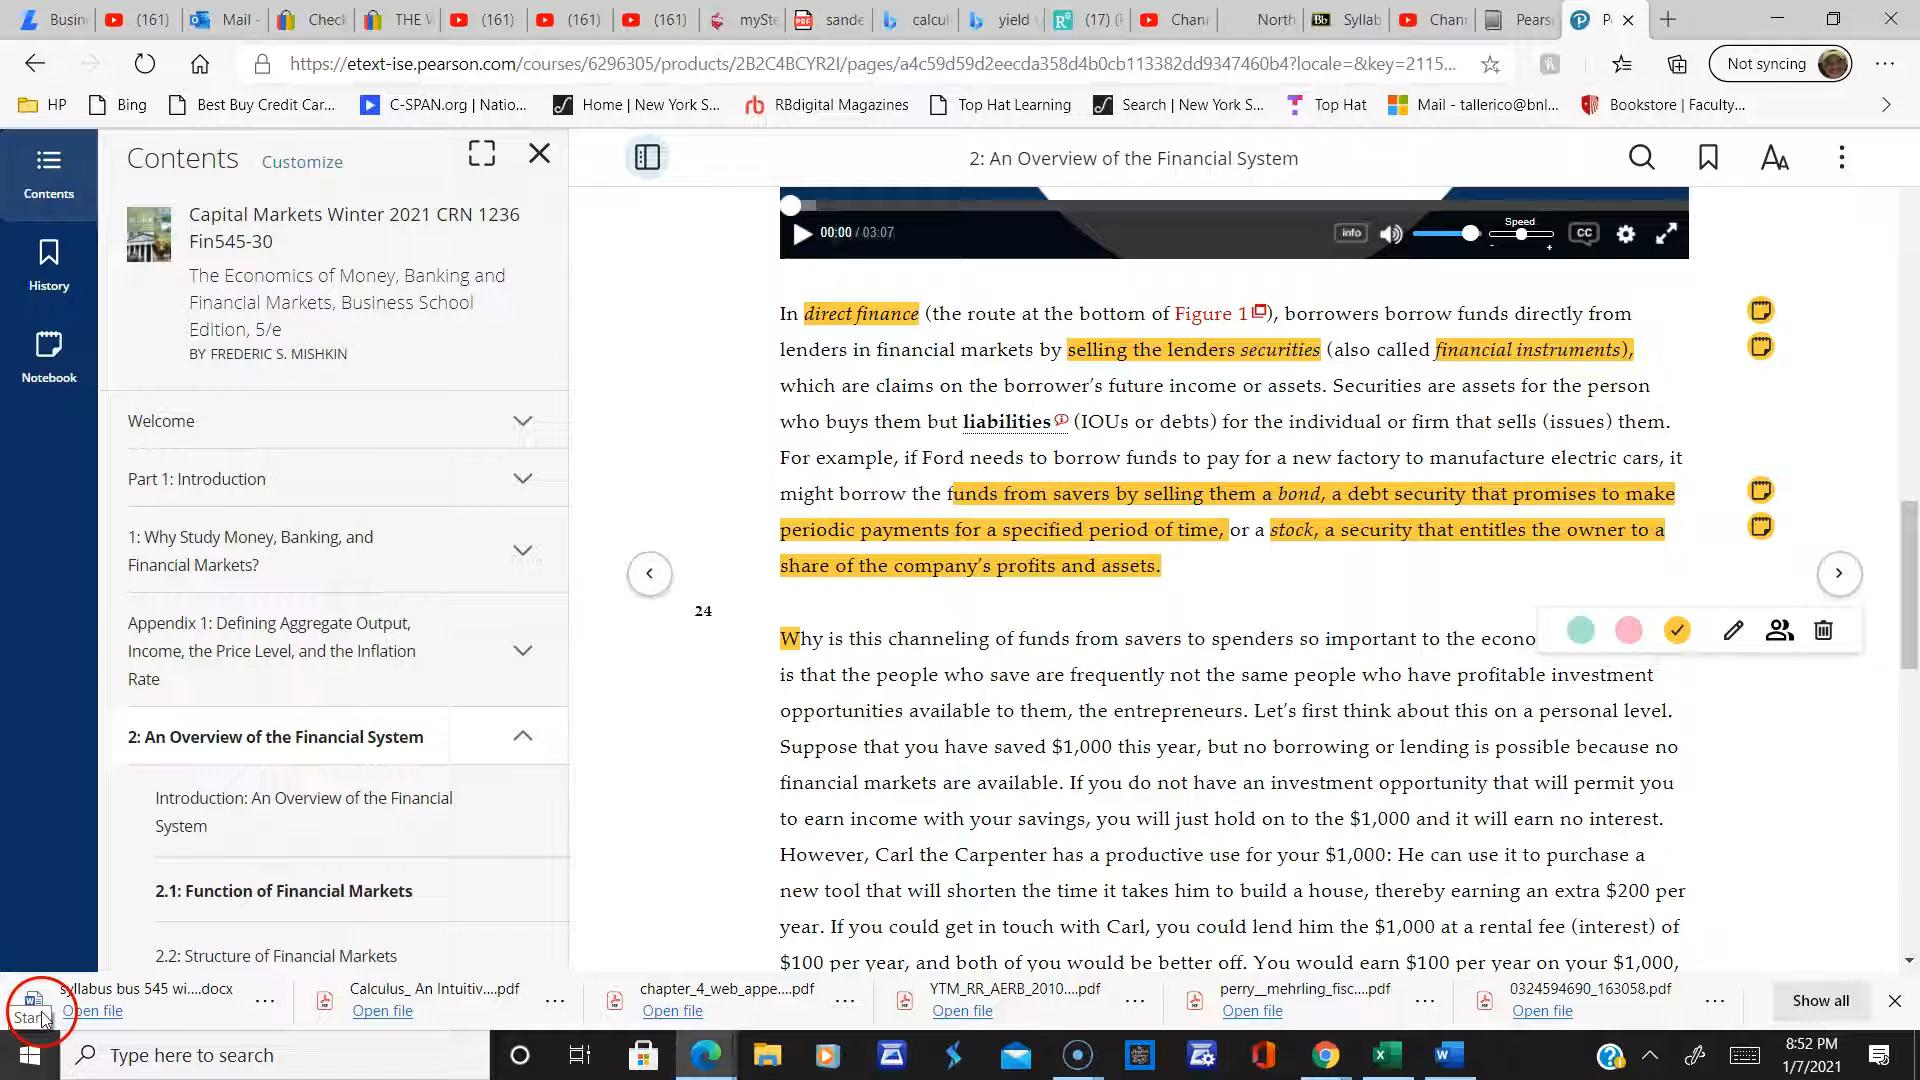 Busin
(161)
Mail -
Check
THE V
(161)
(161)
(161)
mySte
sande
calcul
yield
(17) (
Chann
North
Syllab
Chann
Pears
P
https://etext-ise.pearson.com/courses/6296305/products/2B2C4BCYR2I/pages/a4c59d59d2eecda358d4b0cb113382dd9347460b4?locale=&key=2115...
Not syncing
HP
Bing
Best Buy Credit Car...
C-SPAN.org | Natio...
Home | New York S...
RBdigital Magazines
Top Hat Learning
Search | New York S...
Top Hat
Mail - tallerico@bnl...
Bookstore | Faculty...
Contents
History
Notebook
Contents Customize
Capital Markets Winter 2021 CRN 1236
Fin545-30
The Economics of Money, Banking and
Financial Markets, Business School
Edition, 5/e
BY FREDERIC S. MISHKIN
Welcome
Part 1: Introduction
1: Why Study Money, Banking, and
Financial Markets?
Appendix 1: Defining Aggregate Output,
Income, the Price Level, and the Inflation
Rate
2: An Overview of the Financial System
Introduction: An Overview of the Financial
System
2.1: Function of Financial Markets
2.2: Structure of Financial Markets
2: An Overview of the Financial System
00:00 / 03:07
info
Speed
- +
CC
In direct finance (the route at the bottom of Figure 1), borrowers borrow funds directly from
lenders in financial markets by selling the lenders securities (also called financial instruments),
which are claims on the borrower's future income or assets. Securities are assets for the person
who buys them but liabilities (IOUs or debts) for the individual or firm that sells (issues) them.
For example, if Ford needs to borrow funds to pay for a new factory to manufacture electric cars, it
might borrow the funds from savers by selling them a bond, a debt security that promises to make
periodic payments for a specified period of time, or a stock, a security that entitles the owner to a
share of the company's profits and assets.
24
Why is this channeling of funds from savers to spenders so important to the econo
is that the people who save are frequently not the same people who have profitable investment
opportunities available to them, the entrepreneurs. Let's first think about this on a personal level.
Suppose that you have saved $1,000 this year, but no borrowing or lending is possible because no
financial markets are available. If you do not have an investment opportunity that will permit you
to earn income with your savings, you will just hold on to the $1,000 and it will earn no interest.
However, Carl the Carpenter has a productive use for your $1,000: He can use it to purchase a
new tool that will shorten the time it takes him to build a house, thereby earning an extra $200 per
year. If you could get in touch with Carl, you could lend him the $1,000 at a rental fee (interest) of
$100 per year, and both of you would be better off. You would earn $100 per year on your $1,000,
syllabus bus 545 wi....docx
Open file
Calculus_ An Intuitiv....pdf
Open file
chapter_4_web_appe....pdf
Open file
YTM_RR_AERB_2010....pdf
Open file
perry__mehrling_fisc....pdf
Open file
0324594690_163058.pdf
Open file
Show all
Start
Type here to search
8:52 PM
1/7/2021